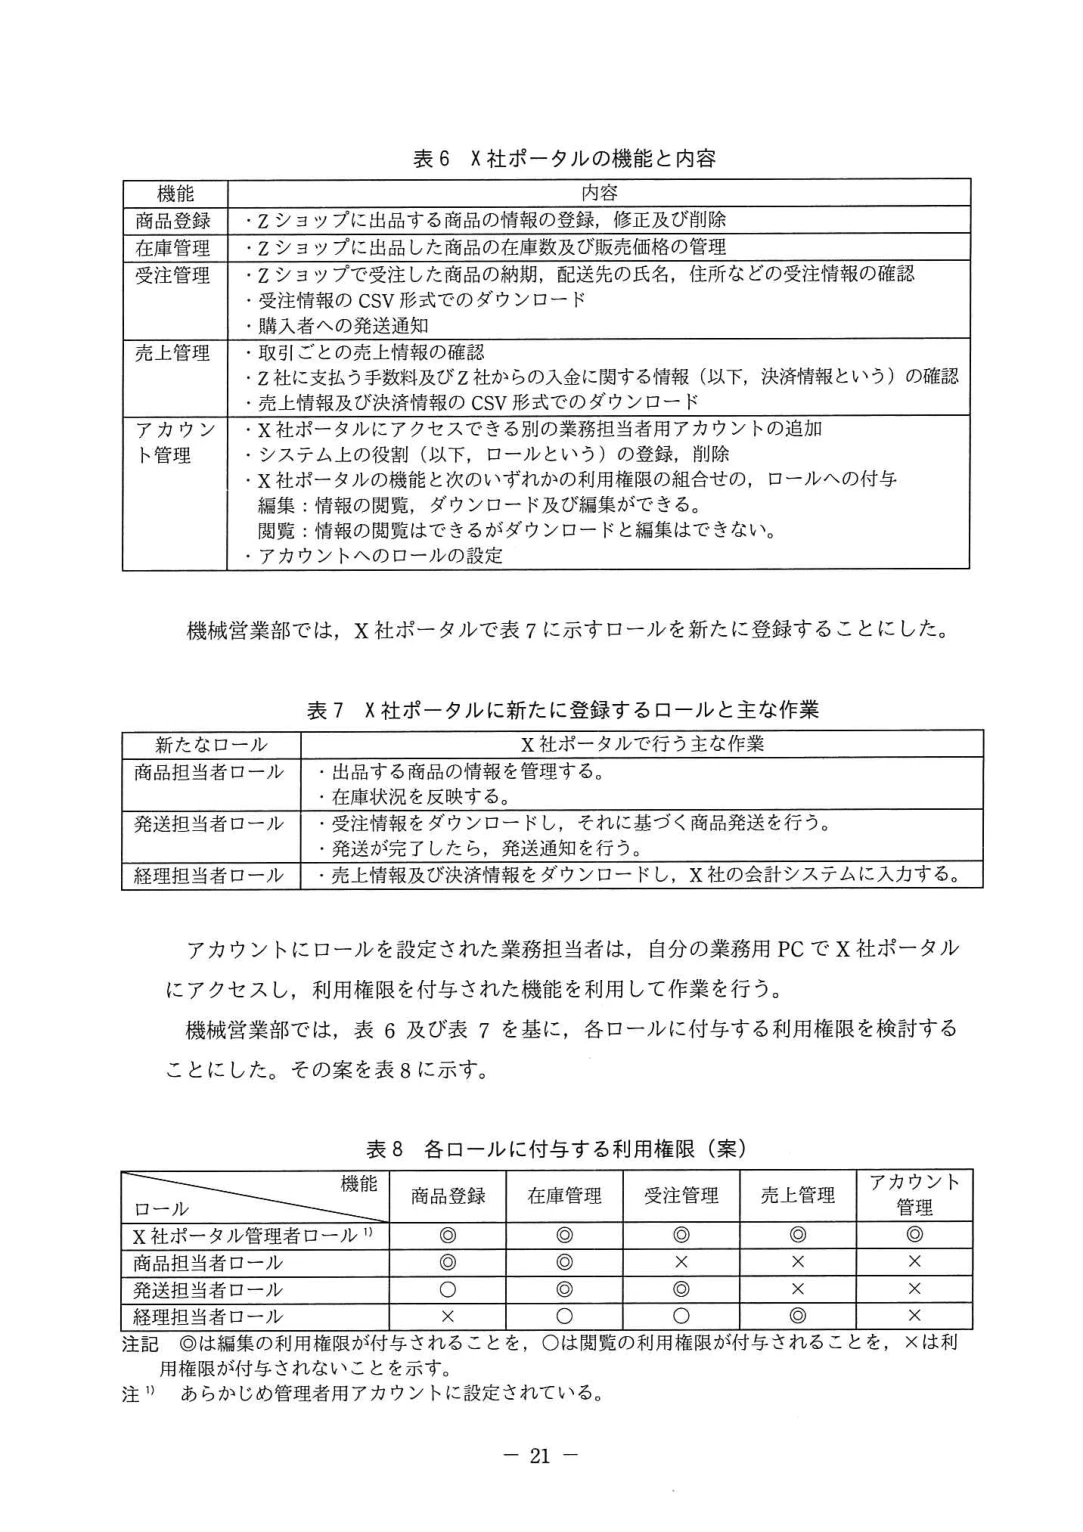 表6　X社ポータルの機能と内容
機能　内容
商品登録　・Zショップに出品する商品の情報の登録，修正及び削除
在庫管理　・Zショップに出品した商品の在庫数及び販売価格の管理
受注管理　・Zショップで受注した商品の納期，配送先の氏名，住所などの受注情報の確認
・受注情報のCSV形式でのダウンロード
・購入者への発送通知
売上管理　・取引ごとの売上情報の確認
・Z社に支払う手数料及びZ社からの入金に関する情報（以下，決済情報という）の確認
・売上情報及び決済情報のCSV形式でのダウンロード
アカウン　・X社ポータルにアクセスできる別の業務担当者用アカウントの追加
ト管理　・システム上の役割（以下，ロールという）の登録，削除
・X社ポータルの機能と次のいずれかの利用権限の組合せの，ロールへの付与
編集：情報の閲覧，ダウンロード及び編集ができる。
閲覧：情報の閲覧はできるがダウンロードと編集はできない。
・アカウントへのロールの設定
機械営業部では，X社ポータルで表7に示すロールを新たに登録することにした。
表7　X社ポータルに新たに登録するロールと主な作業
新たなロール　X社ポータルで行う主な作業
商品担当者ロール　・出品する商品の情報を管理する。
・在庫状況を反映する。
発送担当者ロール　・受注情報をダウンロードし，それに基づく商品発送を行う。
・発送が完了したら，発送通知を行う。
経理担当者ロール　・売上情報及び決済情報をダウンロードし，X社の会計システムに入力する。
アカウントにロールを設定された業務担当者は，自分の業務用PCでX社ポータル
にアクセスし，利用権限を付与された機能を利用して作業を行う。
機械営業部では，表6及び表7を基に，各ロールに付与する利用権限を検討する
ことにした。その案を表8に示す。
表8　各ロールに付与する利用権限（案）
機能　商品登録　在庫管理　受注管理　売上管理　アカウント
ロール　管理
X社ポータル管理者ロール1)　◎　◎　◎　◎　◎
商品担当者ロール　◎　◎　×　×　×
発送担当者ロール　○　◎　◎　×　×
経理担当者ロール　×　○　○　◎　×
注記　◎は編集の利用権限が付与されることを，○は閲覧の利用権限が付与されることを，×は利
用権限が付与されないことを示す。
注1)　あらかじめ管理者用アカウントに設定されている。
－ 21 －